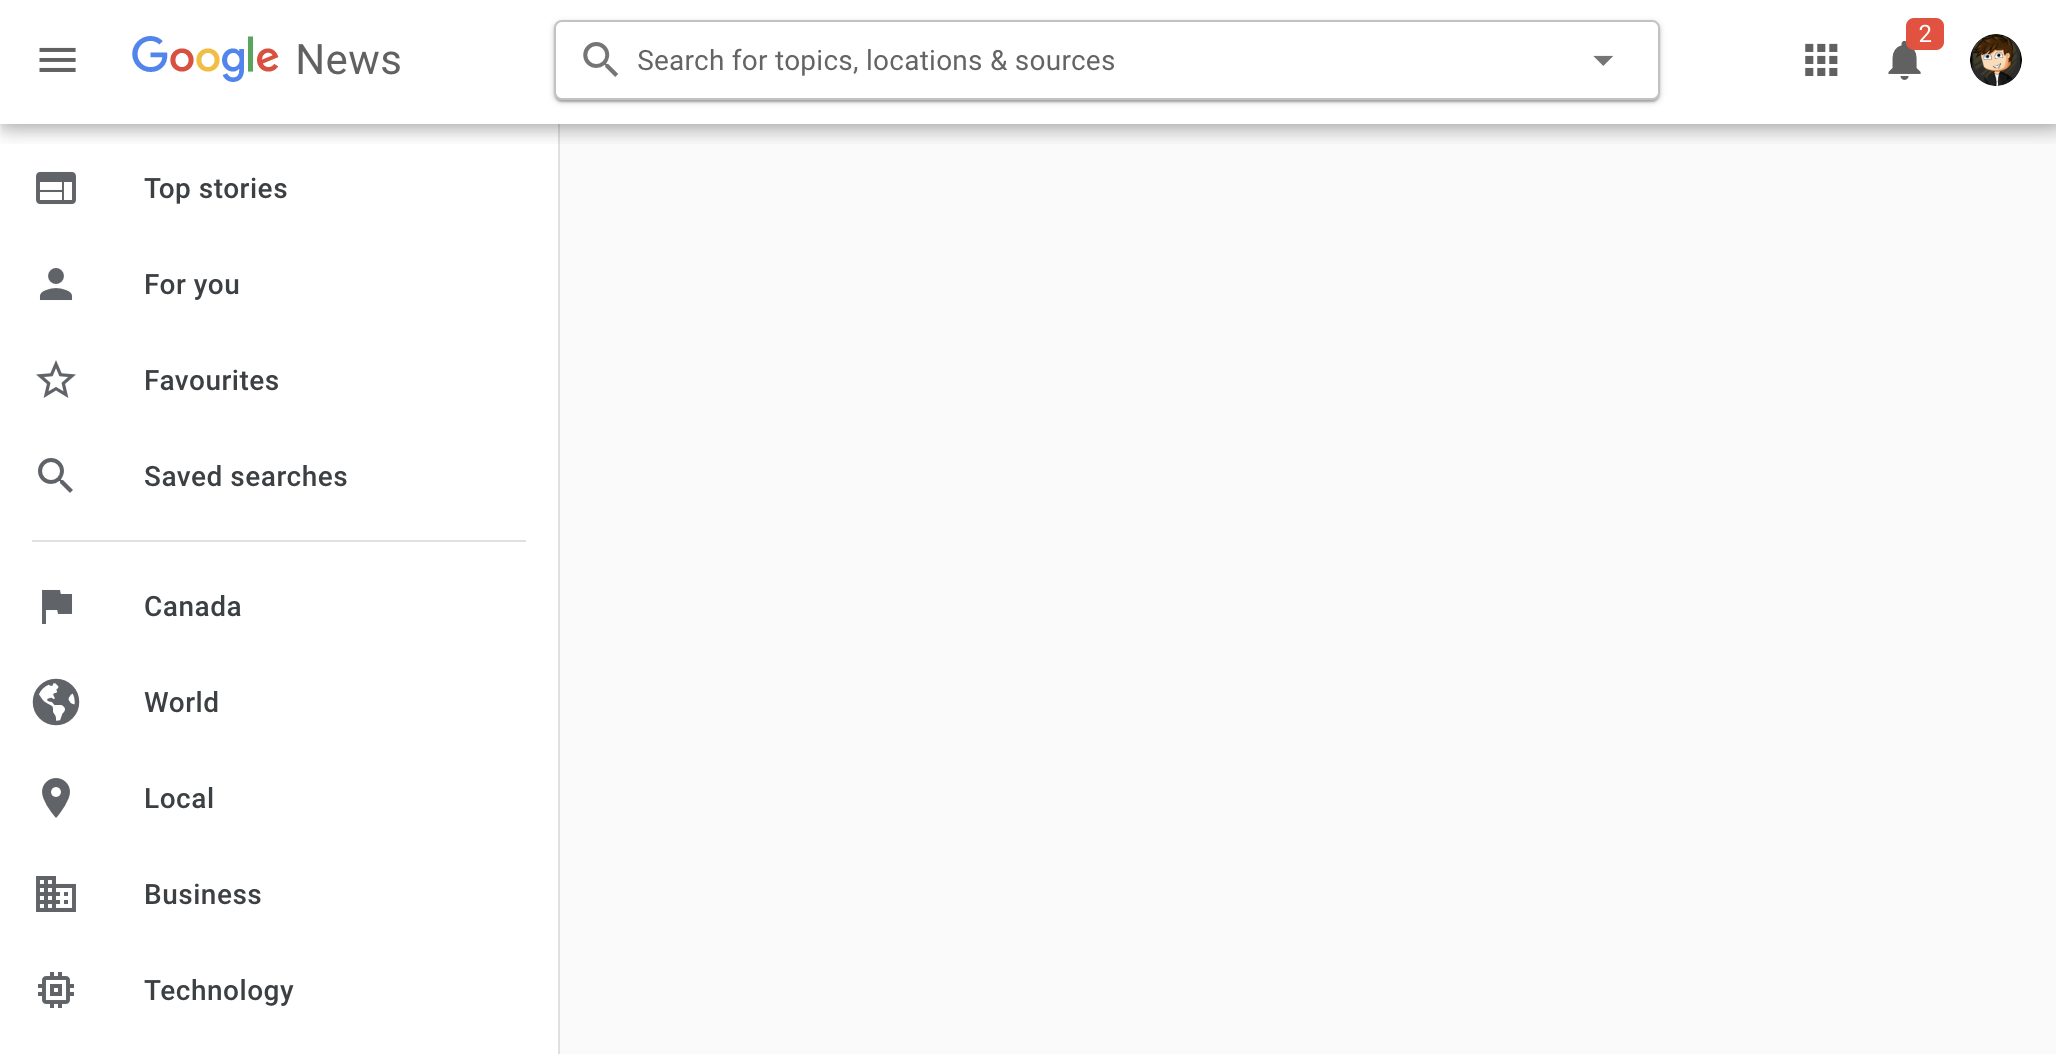 Google News
Search for topics, locations & sources
2
Top stories
For you
Favourites
Saved searches
Canada
World
Local
Business
Technology